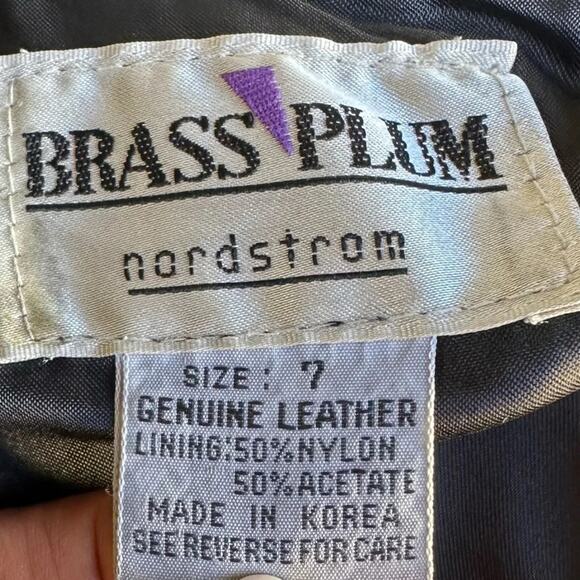 BRASS PLUM
nordstrom
SIZE: 7
GENUINE LEATHER
LINING:50%NYLON
50%ACETATE
MADE IN KOREA
SEE REVERSE FOR CARE